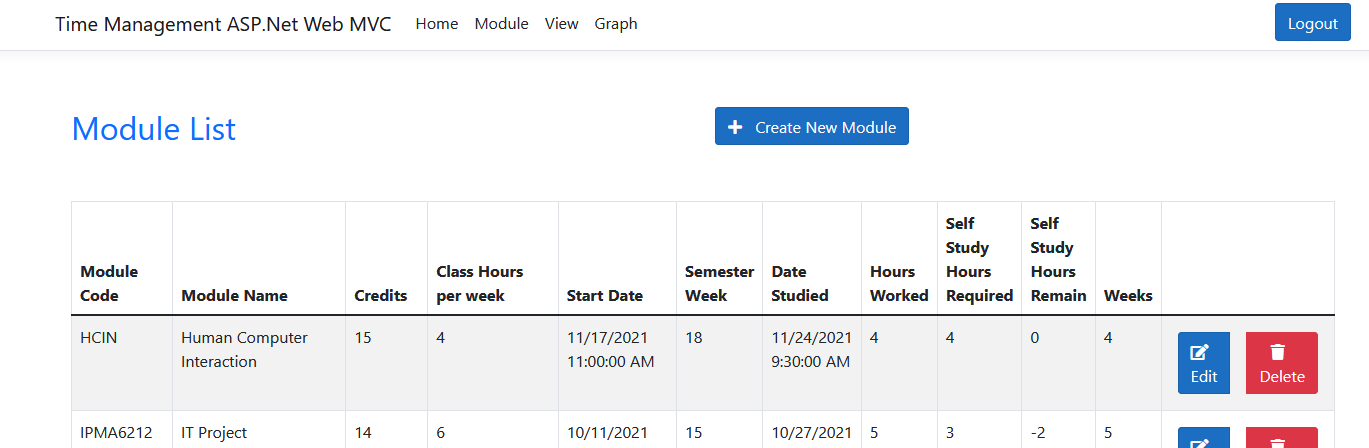 Time Management ASP.Net Web MVC Home Module View Graph Logout
Module List
Create New Module
Module Code Module Name Credits Class Hours per week Start Date Semester Week Date Studied Hours Worked Self Study Hours Required Self Study Hours Remain Weeks
HCIN Human Computer Interaction 15 4 11/17/2021 11:00:00 AM 18 11/24/2021 9:30:00 AM 4 4 0 4 Edit Delete
IPMA6212 IT Project 14 6 10/11/2021 15 10/27/2021 5 3 -2 5